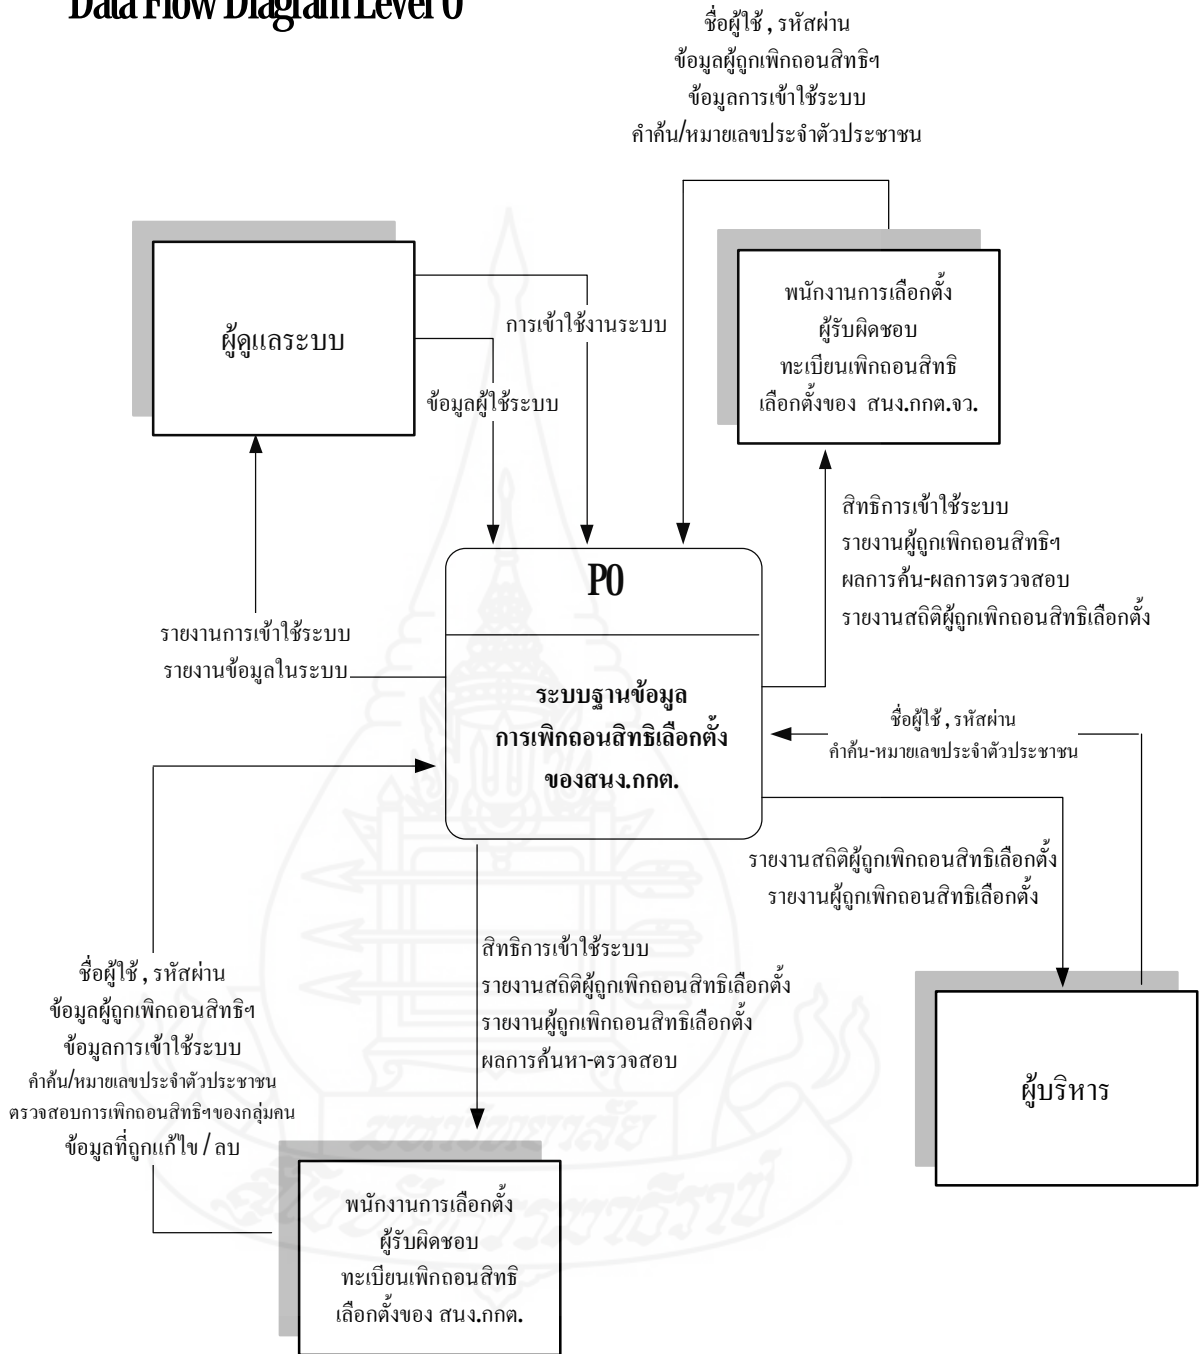 Data Flow Diagram Level 0
ชื่อผู้ใช้ , รหัสผ่าน
ข้อมูลผู้ถูกเพิกถอนสิทธิฯ
ข้อมูลการเข้าใช้ระบบ
คำค้น/หมายเลขประจำตัวประชาชน
ผู้ดูแลระบบ
การเข้าใช้งานระบบ
ข้อมูลผู้ใช้ระบบ
พนักงานการเลือกตั้ง
ผู้รับผิดชอบ
ทะเบียนเพิกถอนสิทธิ
เลือกตั้งของ สนง.กกต.จว.
สิทธิการเข้าใช้ระบบ
รายงานผู้ถูกเพิกถอนสิทธิฯ
ผลการค้น-ผลการตรวจสอบ
รายงานสถิติผู้ถูกเพิกถอนสิทธิเลือกตั้ง
P0
ระบบฐานข้อมูล
การเพิกถอนสิทธิเลือกตั้ง
ของสนง.กกต.
รายงานการเข้าใช้ระบบ
รายงานข้อมูลในระบบ
ชื่อผู้ใช้ , รหัสผ่าน
คำค้น-หมายเลขประจำตัวประชาชน
รายงานสถิติผู้ถูกเพิกถอนสิทธิเลือกตั้ง
รายงานผู้ถูกเพิกถอนสิทธิเลือกตั้ง
สิทธิการเข้าใช้ระบบ
รายงานสถิติผู้ถูกเพิกถอนสิทธิเลือกตั้ง
รายงานผู้ถูกเพิกถอนสิทธิเลือกตั้ง
ผลการค้นหา-ตรวจสอบ
ชื่อผู้ใช้ , รหัสผ่าน
ข้อมูลผู้ถูกเพิกถอนสิทธิฯ
ข้อมูลการเข้าใช้ระบบ
คำค้น/หมายเลขประจำตัวประชาชน
ตรวจสอบการเพิกถอนสิทธิฯของกลุ่มคน
ข้อมูลที่ถูกแก้ไข / ลบ
ผู้บริหาร
พนักงานการเลือกตั้ง
ผู้รับผิดชอบ
ทะเบียนเพิกถอนสิทธิ
เลือกตั้งของ สนง.กกต.
มหาวิทยาลัย
สุโขทัยธรรมาธิราช